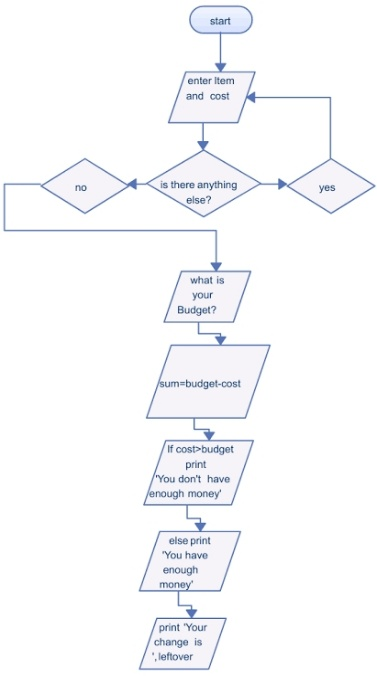 start
enter Item
and cost
is there anything
else?
no
yes
what is
your
Budget?
sum=budget-cost
If cost>budget
print
'You don't have
enough money'
else print
'You have
enough
money'
print 'Your
change is
',leftover